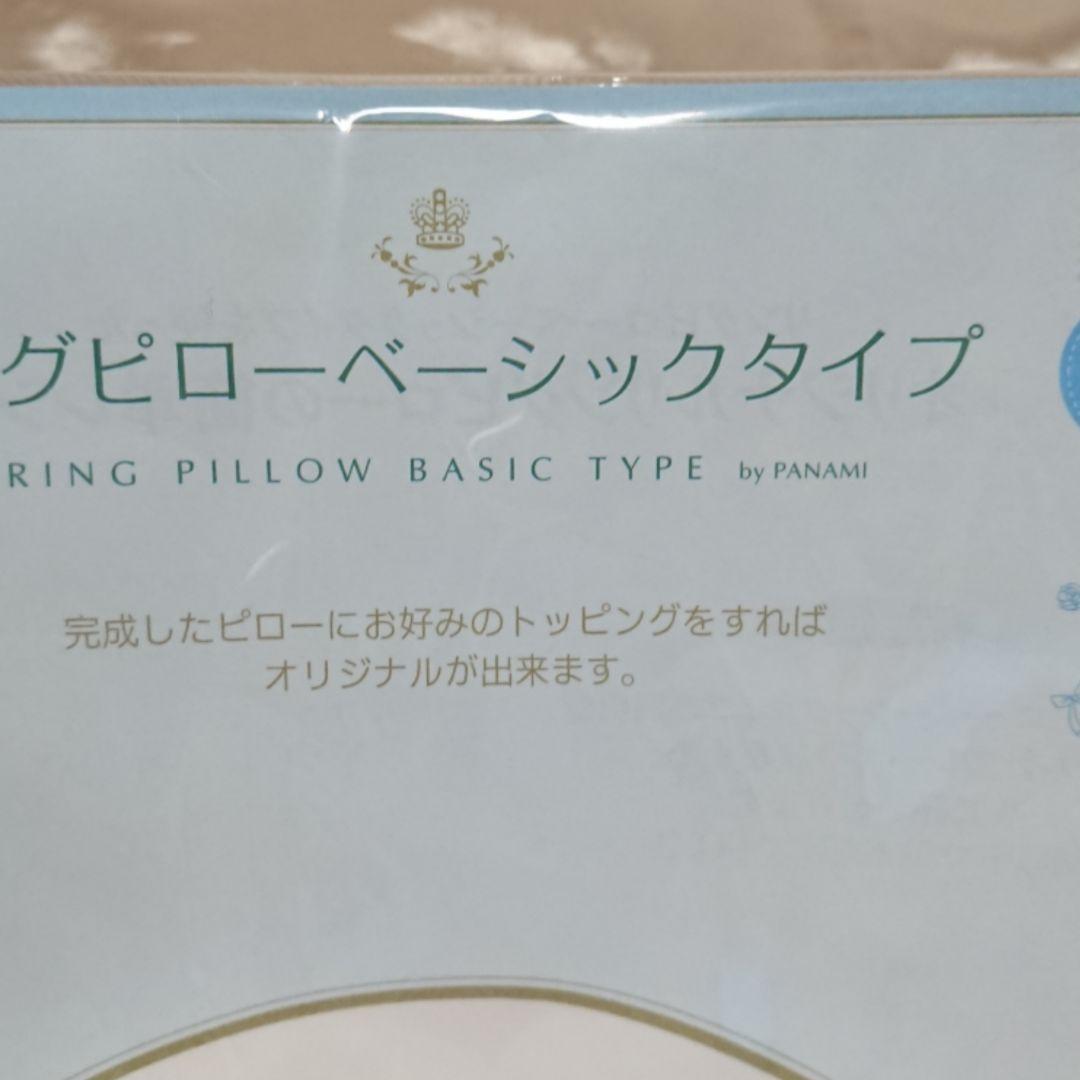 グピローベーシックタイプ
RING PILLOW BASIC TYPE by PANAMI
完成したピローにお好みのトッピングをすれば
オリジナルが出来ます。